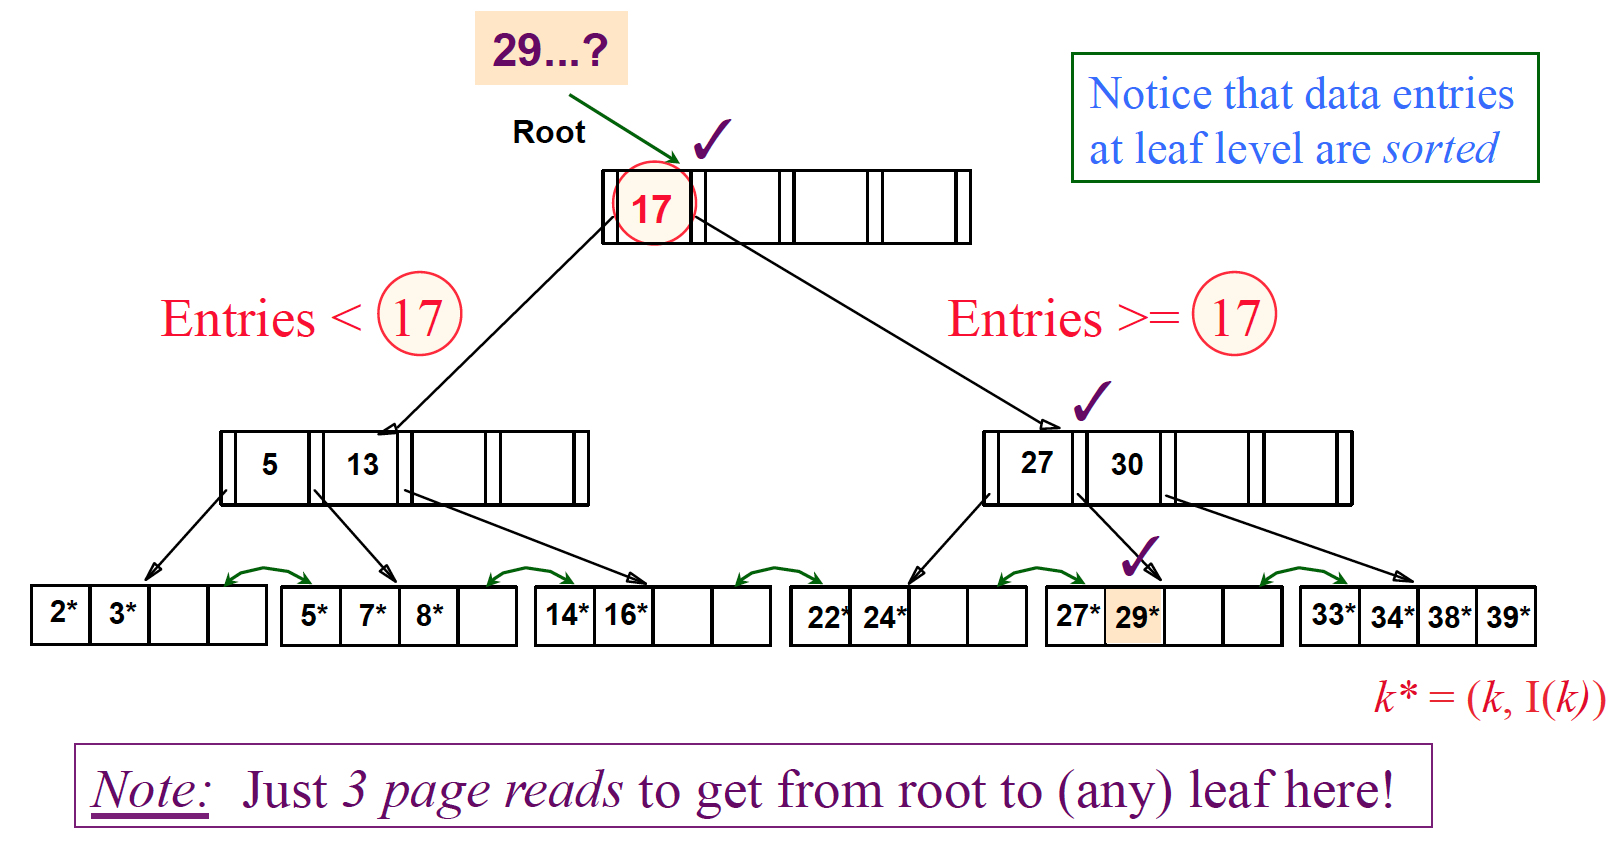 29...?
Root
Notice that data entries
at leaf level are sorted
17
Entries < 17
Entries >= 17
5 13
27 30
2* 3*
5* 7* 8*
14* 16*
22* 24*
27* 29*
33* 34* 38* 39*
k* = (k, I(k))
Note: Just 3 page reads to get from root to (any) leaf here!